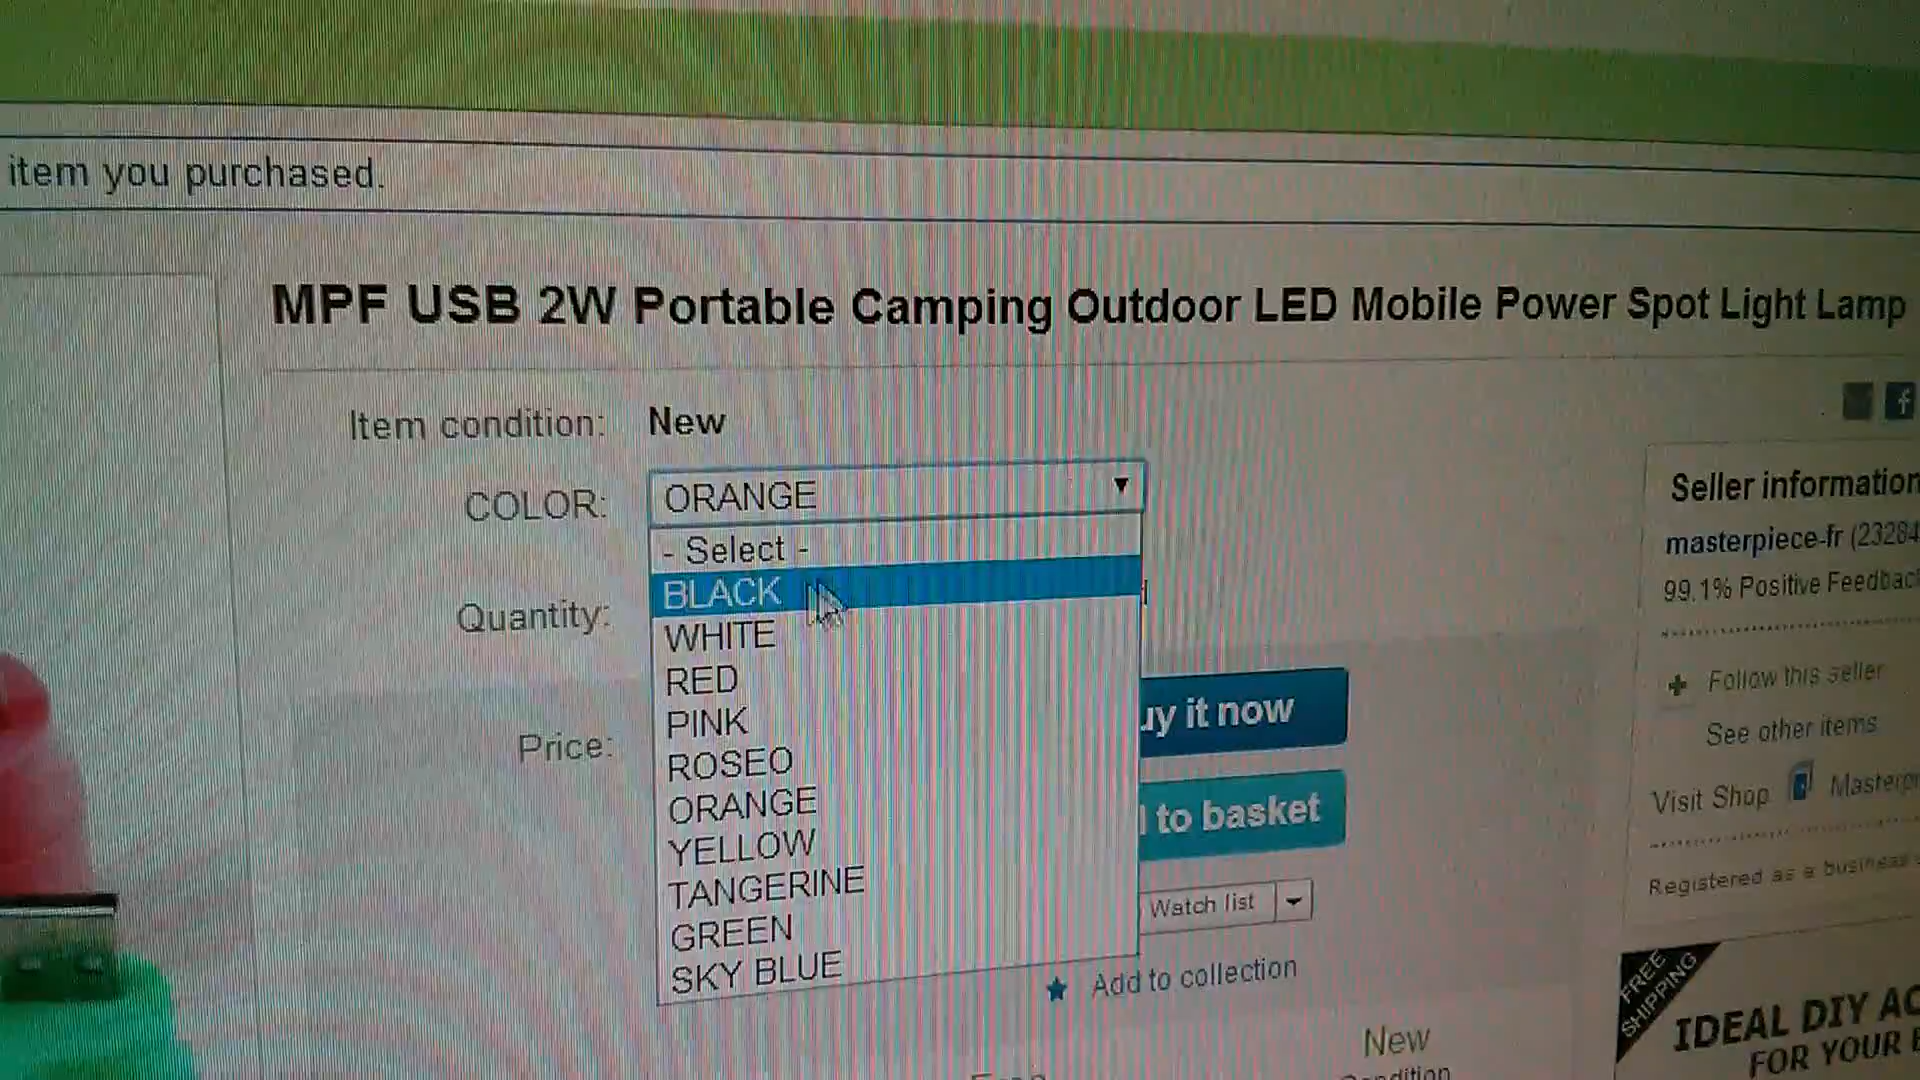 item you purchased.
MPF USB 2W Portable Camping Outdoor LED Mobile Power Spot Light Lamp
Item condition: New
COLOR: ORANGE
- Select -
BLACK
WHITE
RED
PINK
ROSEO
ORANGE
YELLOW
TANGERINE
GREEN
SKY BLUE
Quantity:
Price:
uy it now
to basket
Watch list
Add to collection
New
Seller information
masterpiece-fr (23284
99.1% Positive Feedbac
Follow this seller
See other items
Visit Shop Masterpi
Registered as a business
FREE
SHIPPING
IDEAL DIY AC
FOR YOUR